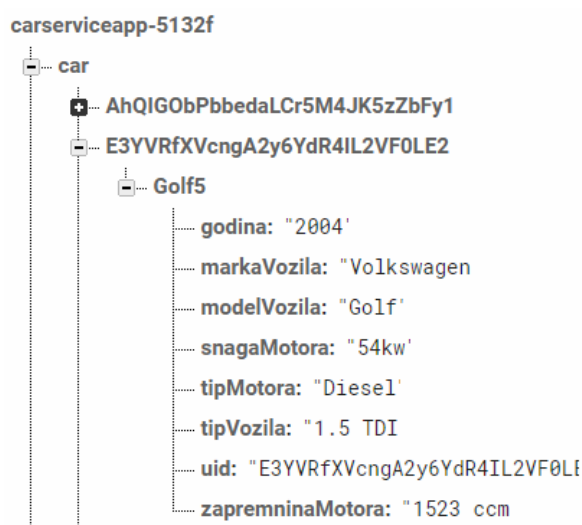 carserviceapp-5132f
car
AhQIGObPbbedaLCr5M4JK5zZbFy1
E3YVRfXVcngA2y6YdR4IL2VF0LE2
Golf5
godina: "2004'
markaVozila: "Volkswagen
modelVozila: "Golf'
snagaMotora: "54kw'
tipMotora: "Diesel'
tipVozila: "1.5 TDI
uid: "E3YVRfXVcngA2y6YdR4IL2VF0LE
zapremninaMotora: "1523 ccm